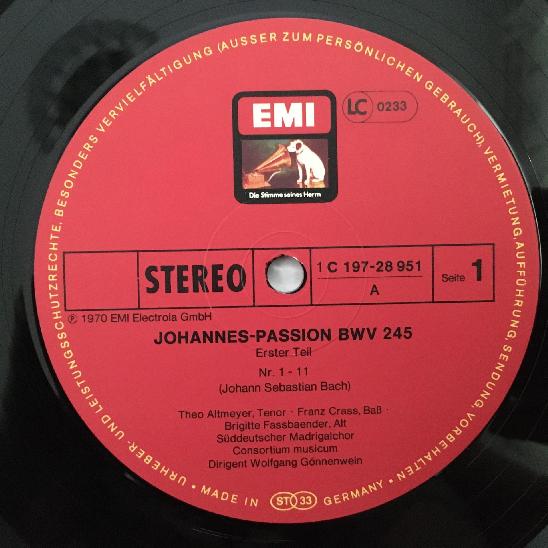 URHEBER- UND LEISTUNGSSCHUTZRECHTE, BESONDERS VERVIELFÄLTIGUNG (AUSSER ZUM PERSÖNLICHEN GEBRAUCH), VERMIETUNG, AUFFÜHRUNG, SENDUNG, VORBEHALTEN
EMI
LC 0233
Die Stimme seines Herrn
STEREO
1 C 197-28 951
A
Seite 1
℗ 1970 EMI Electrola GmbH
JOHANNES-PASSION BWV 245
Erster Teil
Nr. 1 - 11
(Johann Sebastian Bach)
Theo Altmeyer, Tenor · Franz Crass, Baß ·
Brigitte Fassbaender, Alt
Süddeutscher Madrigalchor
Consortium musicum
Dirigent Wolfgang Gönnenwein
• MADE IN ST 33 GERMANY •